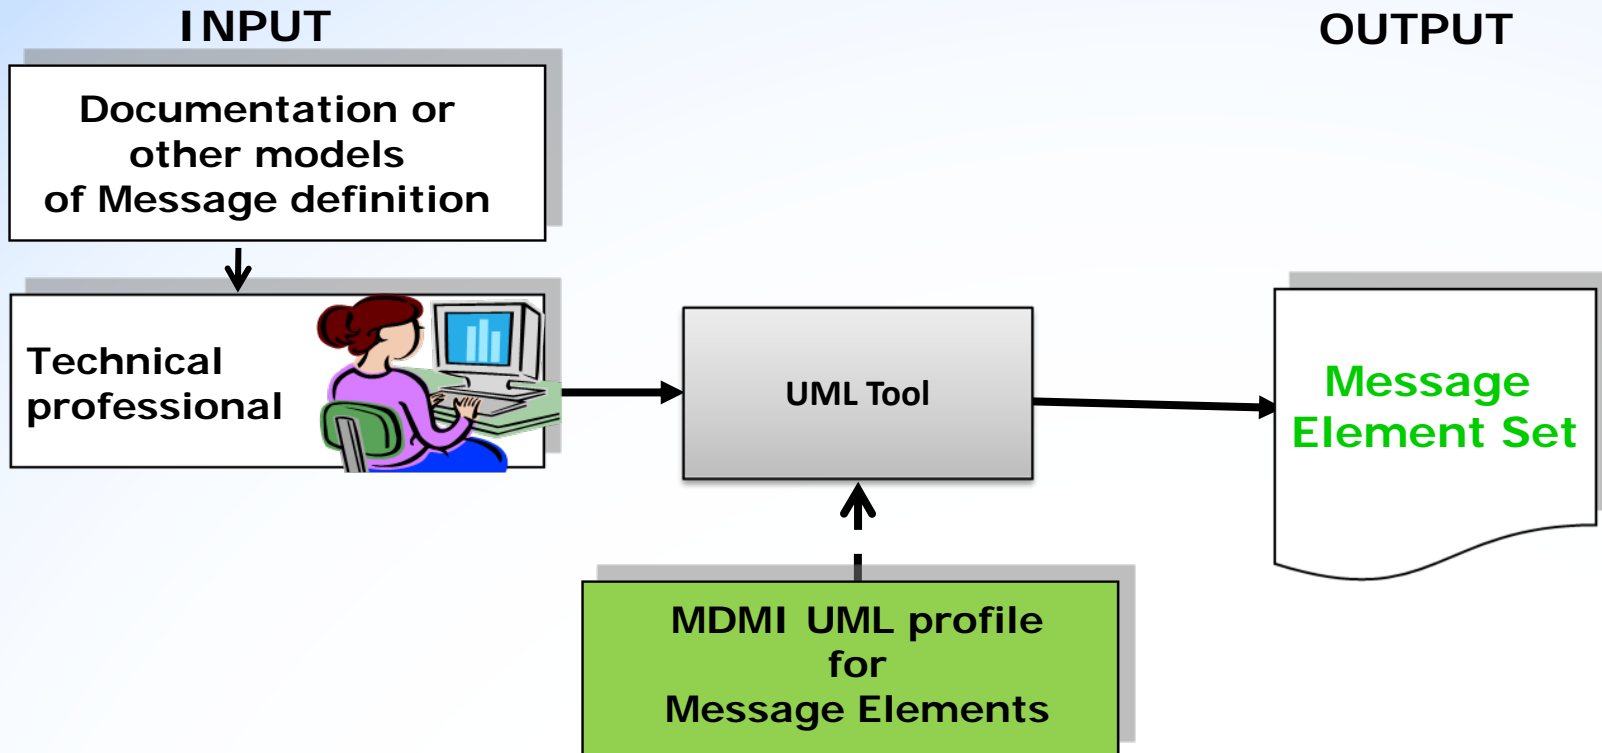 INPUT
OUTPUT
Documentation or
other models
of Message definition
Technical
professional
UML Tool
Message
Element Set
MDMI UML profile
for
Message Elements